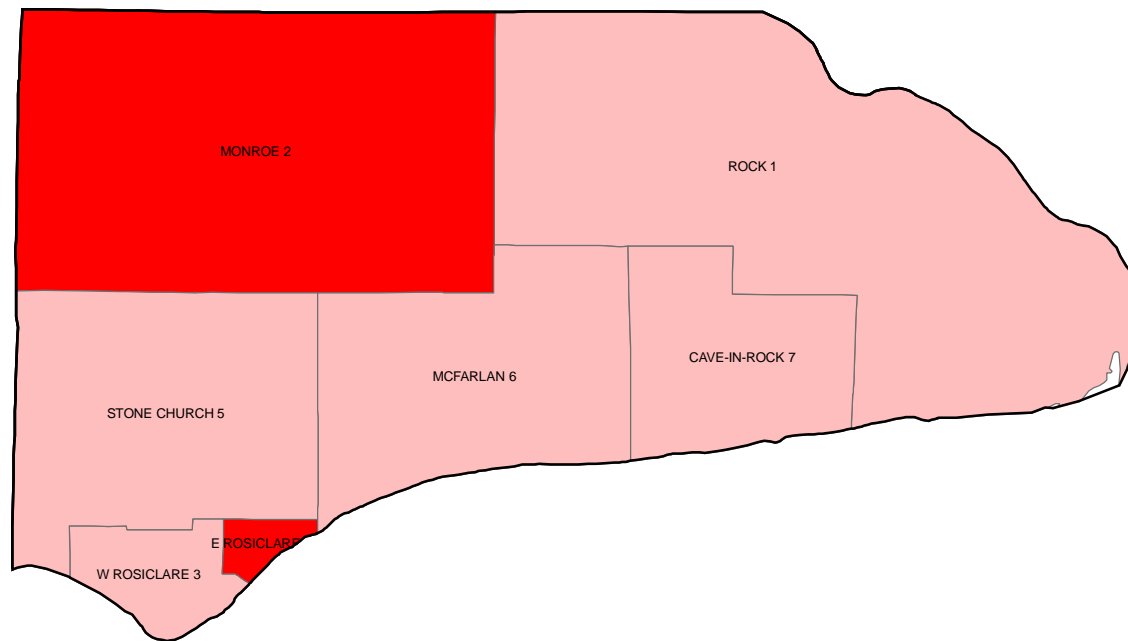 MONROE 2
ROCK 1
CAVE-IN-ROCK 7
MCFARLAN 6
STONE CHURCH 5
E ROSICLARE
W ROSICLARE 3